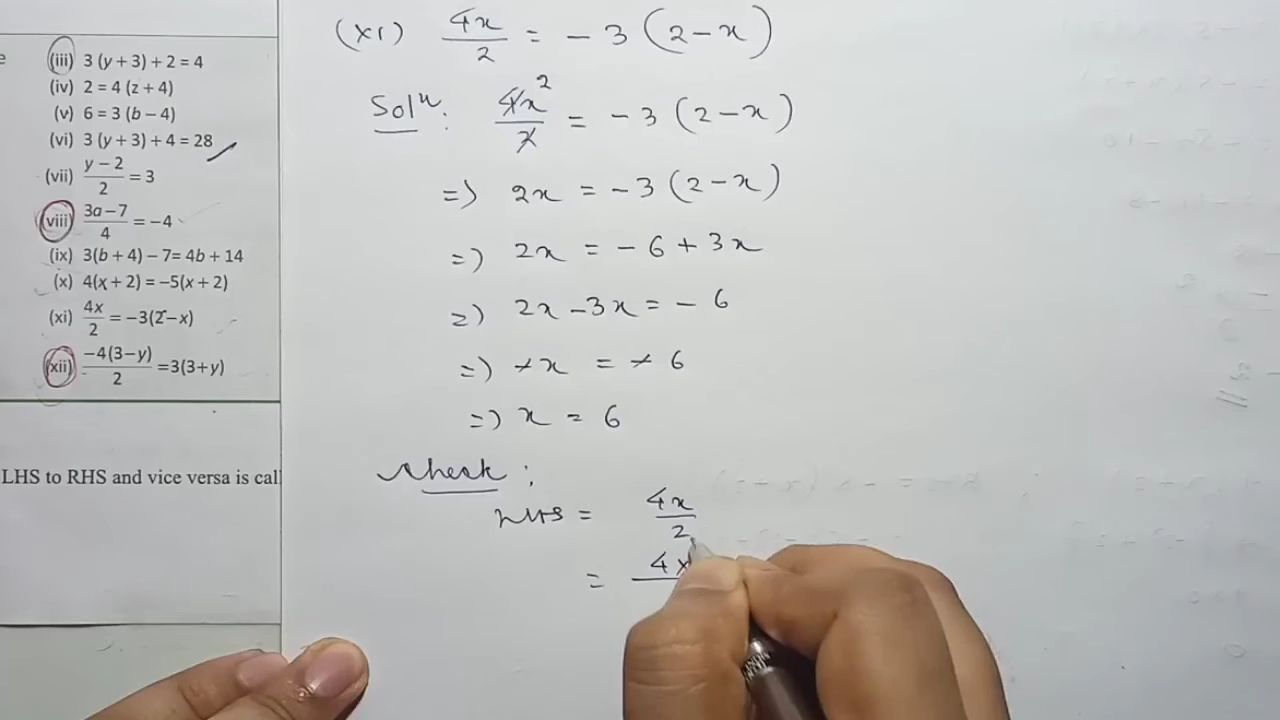 e
(iii) 3 (y + 3) + 2 = 4
(iv) 2 = 4 (z + 4)
(v) 6 = 3 (b – 4)
(vi) 3 (y + 3) + 4 = 28
(vii) y – 2 / 2 = 3
(viii) 3a – 7 / 4 = –4
(ix) 3(b + 4) – 7= 4b + 14
(x) 4(x + 2) = –5(x + 2)
(xi) 4x / 2 = –3(2 – x)
(xii) –4(3–y) / 2 =3(3+y)
LHS to RHS and vice versa is cal
(xi) 4x / 2 = - 3 (2 - x)
Solⁿ : 4x² / 2 = - 3 (2 - x)
=) 2x = - 3 (2 - x)
=) 2x = - 6 + 3x
=) 2x - 3x = - 6
=) - x = - 6
=) x = 6
Check :
LHS = 4x / 2
= 4x